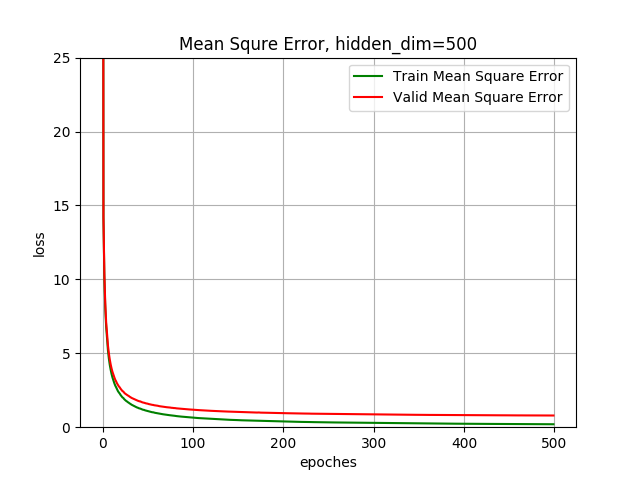 Mean Squre Error, hidden_dim=500
Train Mean Square Error
Valid Mean Square Error
25
20
15
10
5
0
loss
0 100 200 300 400 500
epoches